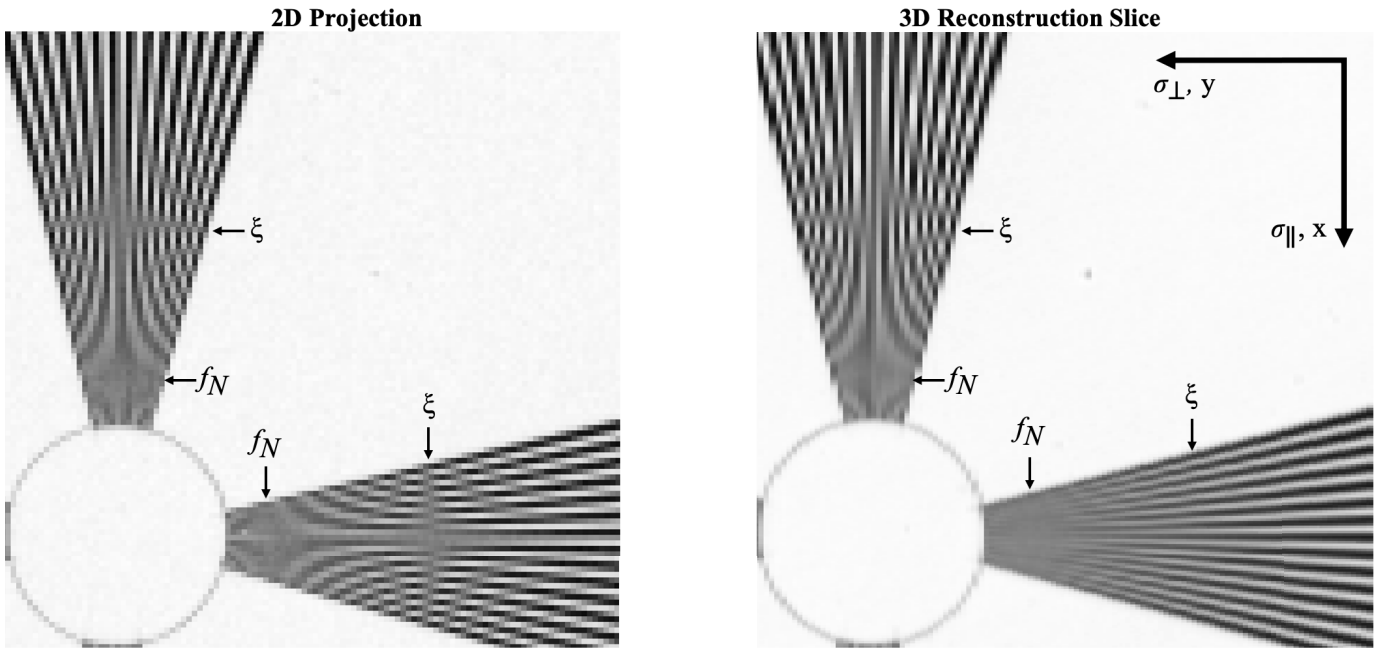 2D Projection
3D Reconstruction Slice
σ⊥, y
ξ
ξ
σ∥, x
f_N
f_N
ξ
ξ
f_N
f_N